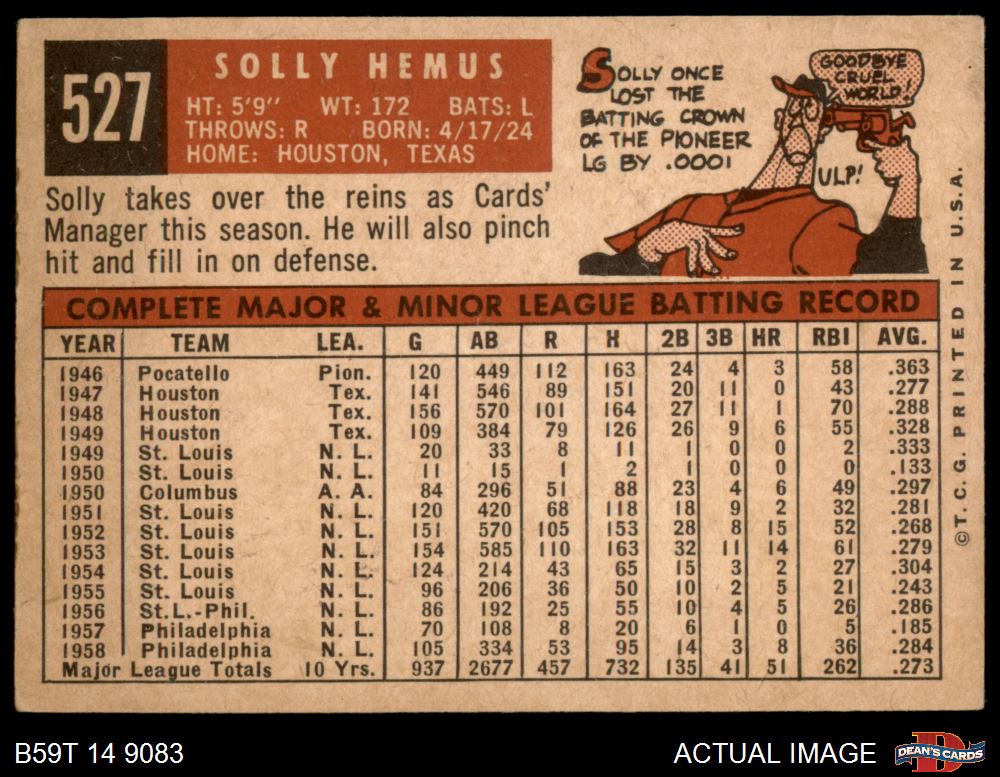 527
SOLLY HEMUS
HT: 5'9" WT: 172 BATS: L
THROWS: R BORN: 4/17/24
HOME: HOUSTON, TEXAS
Solly takes over the reins as Cards'
Manager this season. He will also pinch
hit and fill in on defense.
SOLLY ONCE
LOST THE
BATTING CROWN
OF THE PIONEER
LG BY .0001
GOODBYE
CRUEL
WORLD
ULP!
COMPLETE MAJOR & MINOR LEAGUE BATTING RECORD
YEAR TEAM LEA. G AB R H 2B 3B HR RBI AVG.
1946 Pocatello Pion. 120 449 112 163 24 4 3 58 .363
1947 Houston Tex. 141 546 89 151 20 11 0 43 .277
1948 Houston Tex. 156 570 101 164 27 11 1 70 .288
1949 Houston Tex. 109 384 79 126 26 9 6 55 .328
1949 St. Louis N. L. 20 33 8 11 1 0 0 2 .333
1950 St. Louis N. L. 11 15 1 2 1 0 0 0 .133
1950 Columbus A. A. 84 296 51 88 23 4 6 49 .297
1951 St. Louis N. L. 120 420 68 118 18 9 2 32 .281
1952 St. Louis N. L. 151 570 105 153 28 8 15 52 .268
1953 St. Louis N. L. 154 585 110 163 32 11 14 61 .279
1954 St. Louis N. L. 124 214 43 65 15 3 2 27 .304
1955 St. Louis N. L. 96 206 36 50 10 2 5 21 .243
1956 St.L.-Phil. N. L. 86 192 25 55 10 4 5 26 .286
1957 Philadelphia N. L. 70 108 8 20 6 1 0 5 .185
1958 Philadelphia N. L. 105 334 53 95 14 3 8 36 .284
Major League Totals 10 Yrs. 937 2677 457 732 135 41 51 262 .273
©T. C. G. PRINTED IN U.S.A.
B59T 14 9083
ACTUAL IMAGE
D
DEAN'S CARDS